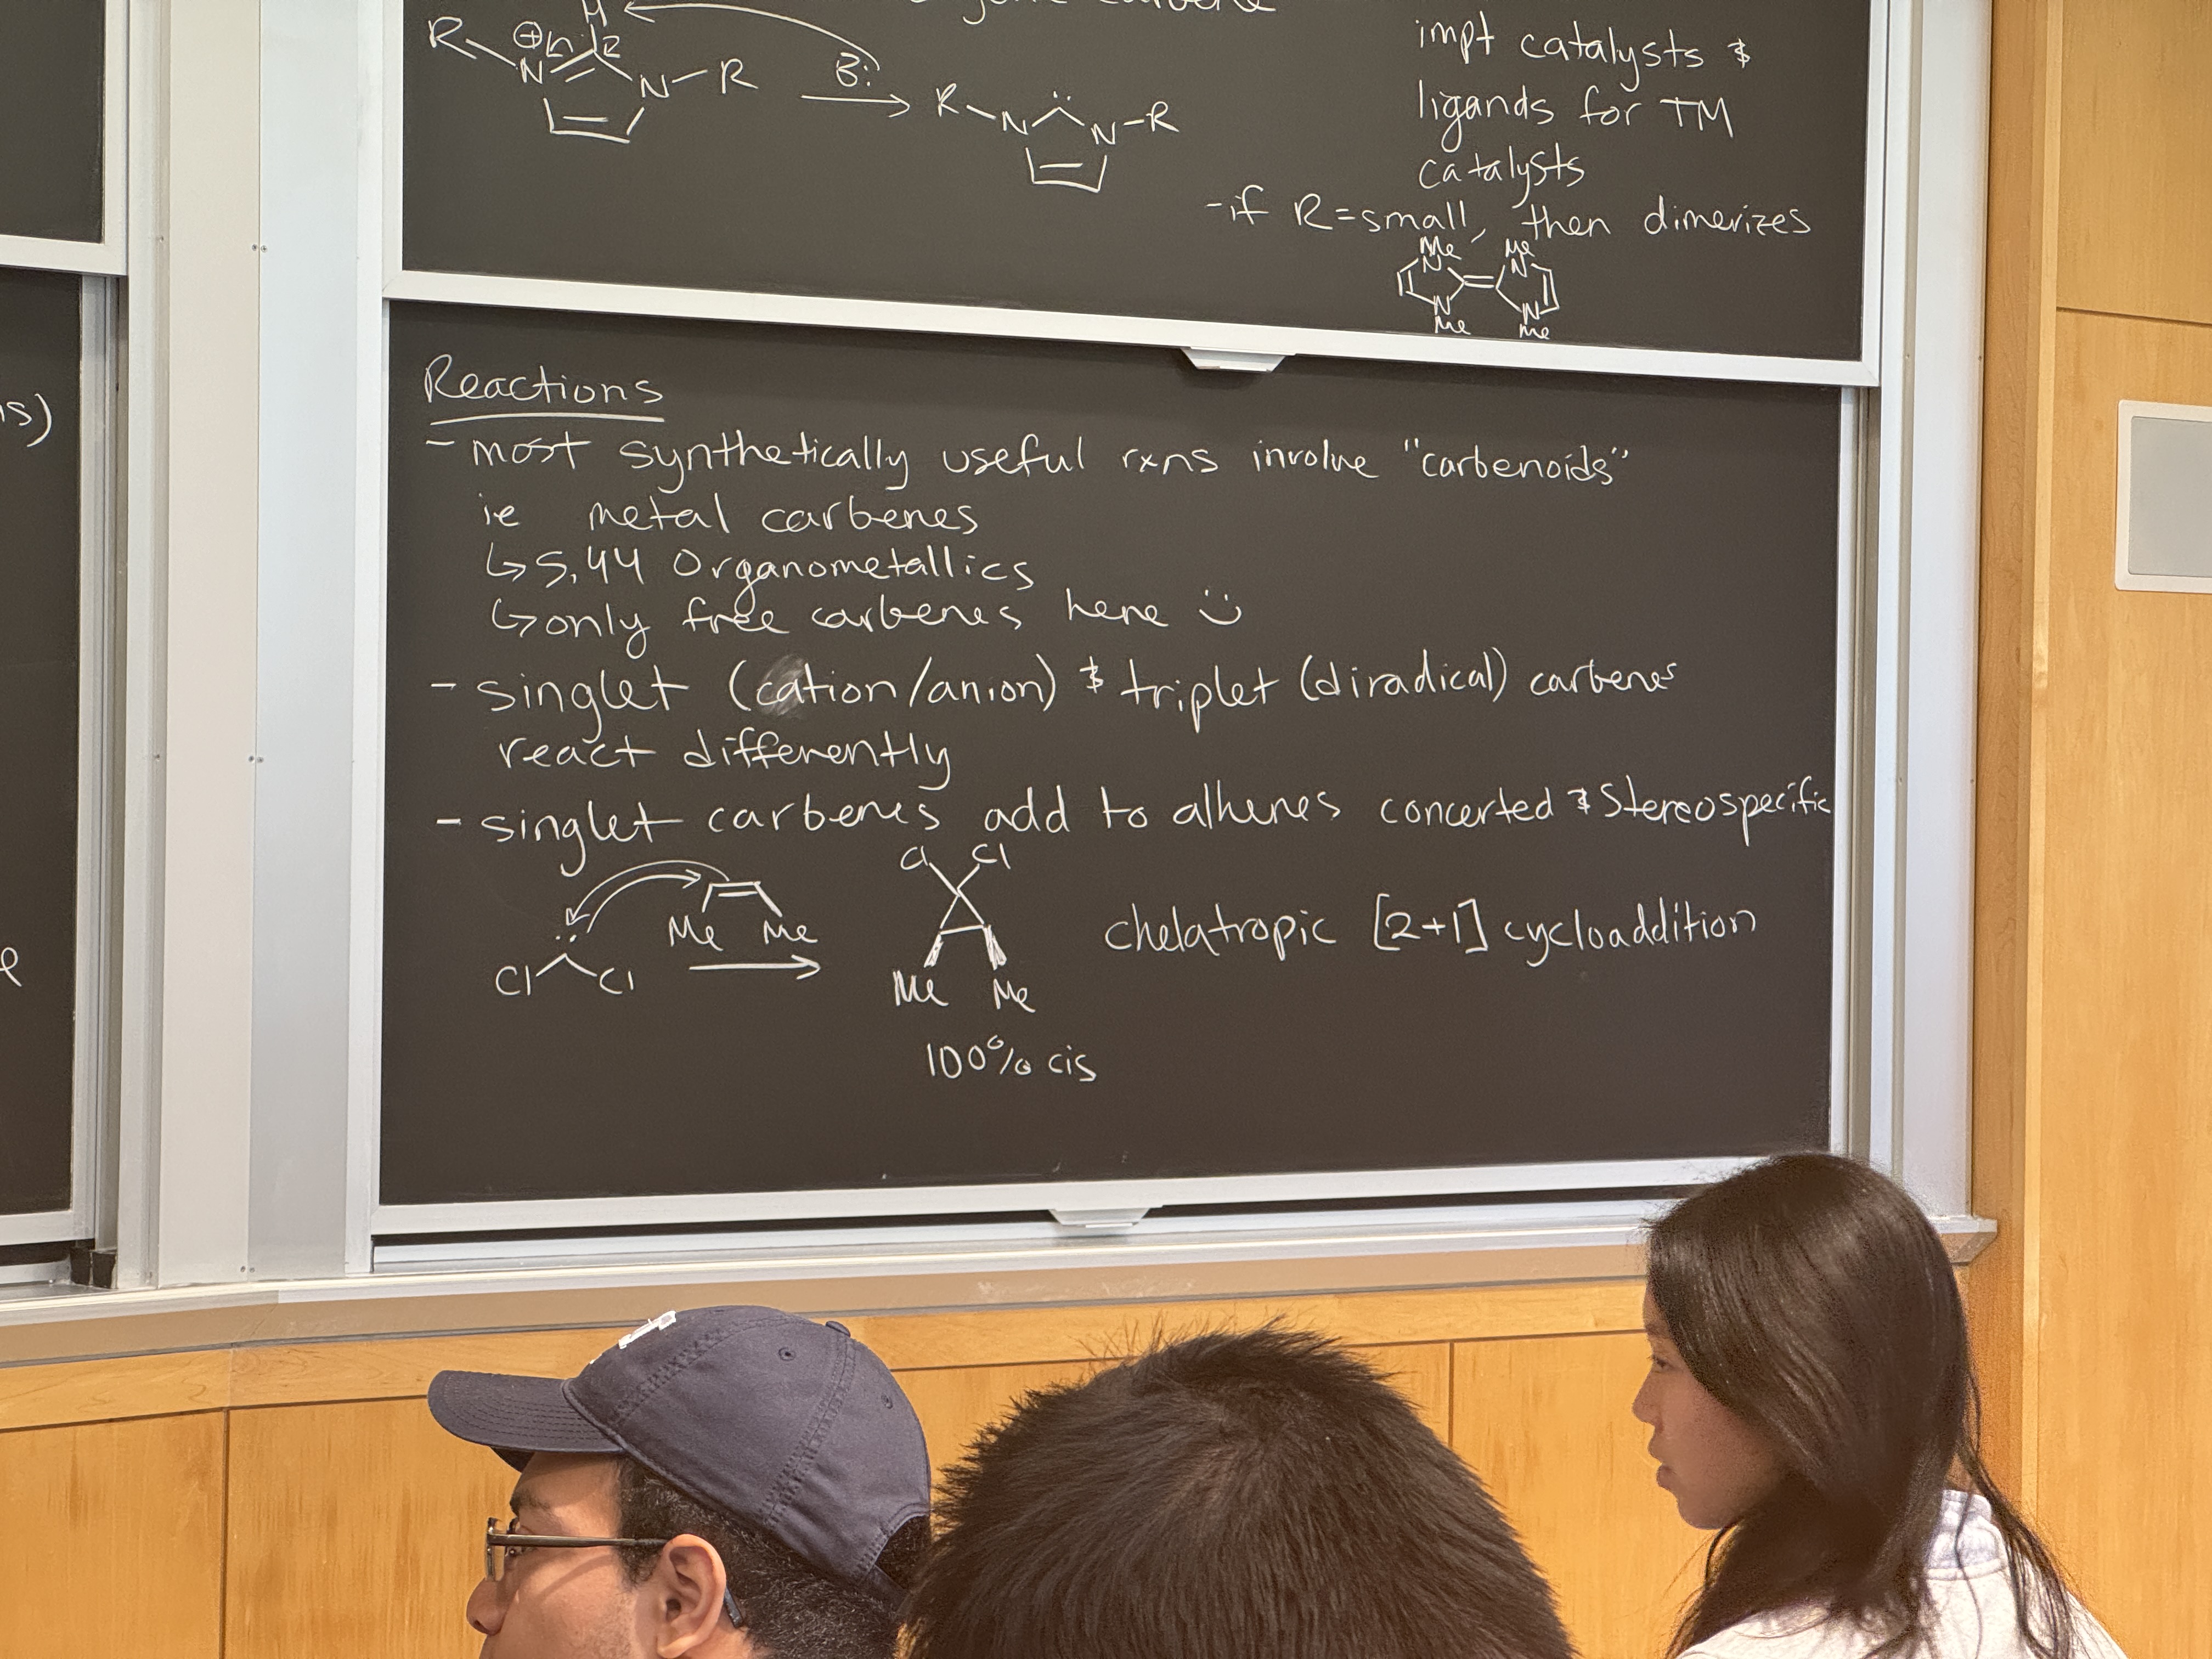 carbene
H
R ⊕ 2
N N-R B:
R-N N-R
impt catalysts &
ligands for TM
catalysts
-if R=small, then dimerizes
Me Me
N N
N N
Me Me
is)
Reactions
- most synthetically useful rxns involve "carbenoids"
ie metal carbenes
↳ 5.44 Organometallics
↳ only free carbenes here :)
- singlet (cation/anion) & triplet (diradical) carbenes
react differently
- singlet carbenes add to alkenes concerted & stereospecific
Cl Cl
Me Me
Cl Cl
chelatropic [2+1] cycloaddition
Me Me
100% cis